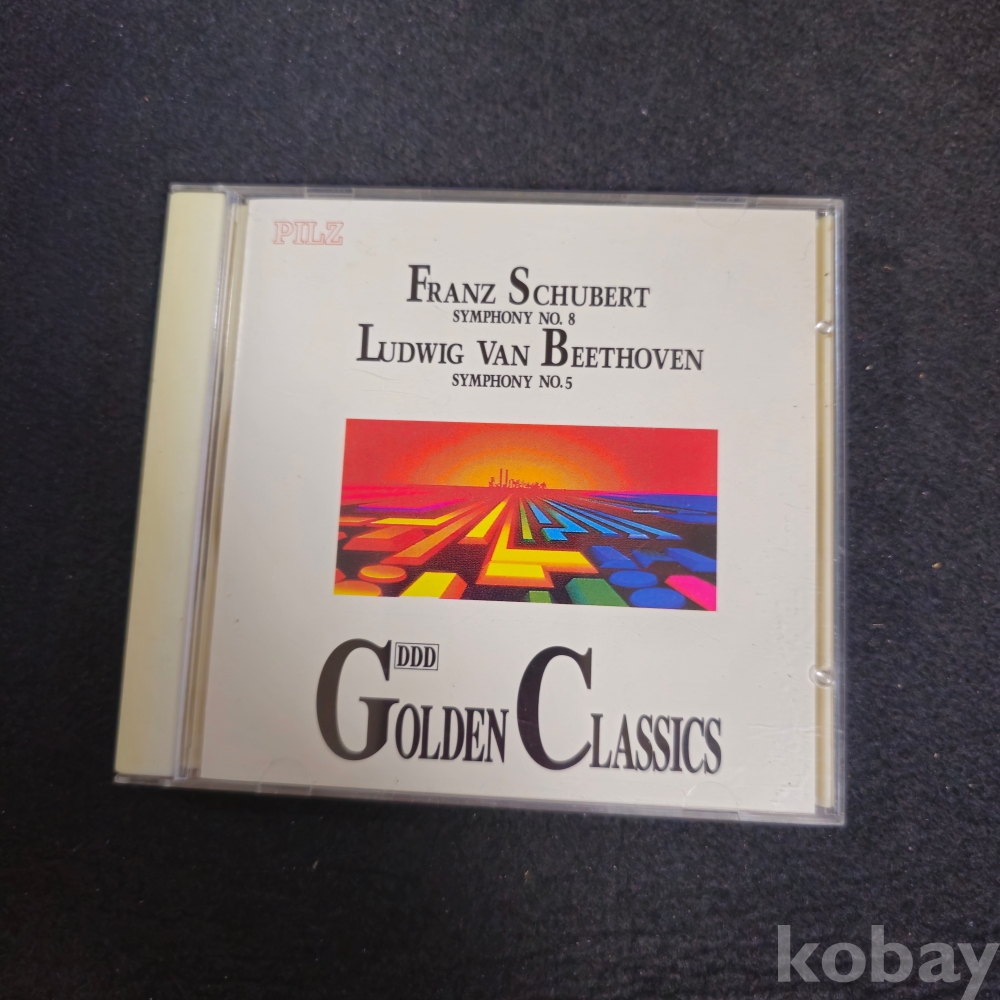 PILZ
FRANZ SCHUBERT
SYMPHONY NO. 8
LUDWIG VAN BEETHOVEN
SYMPHONY NO.5
DDD
GOLDEN CLASSICS
kobay